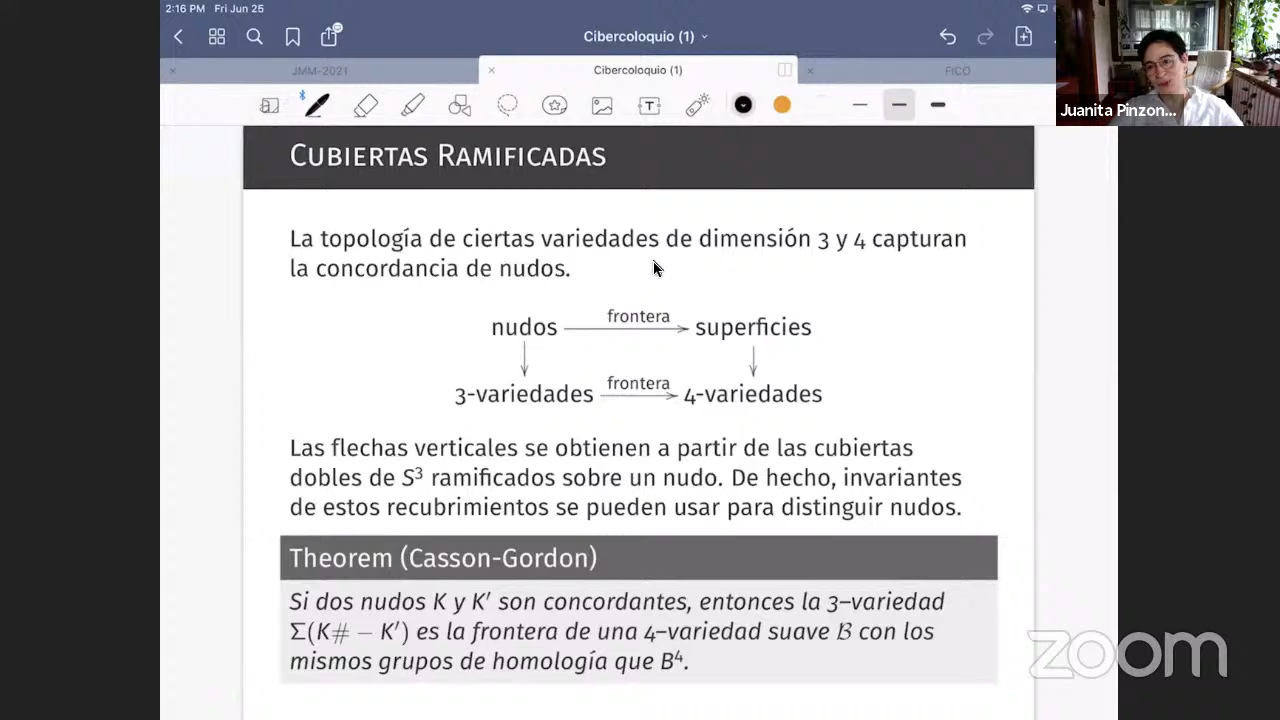 2:16 PM Fri Jun 25
Cibercoloquio (1)
JMM-2021
Cibercoloquio (1)
FICO
T
Juanita Pinzon...
CUBIERTAS RAMIFICADAS
La topología de ciertas variedades de dimensión 3 y 4 capturan
la concordancia de nudos.
frontera
nudos superficies
frontera
3-variedades 4-variedades
Las flechas verticales se obtienen a partir de las cubiertas
dobles de S³ ramificados sobre un nudo. De hecho, invariantes
de estos recubrimientos se pueden usar para distinguir nudos.
Theorem (Casson-Gordon)
Si dos nudos K y K′ son concordantes, entonces la 3–variedad
Σ(K# − K′) es la frontera de una 4–variedad suave ℬ con los
mismos grupos de homología que B⁴.
zoom